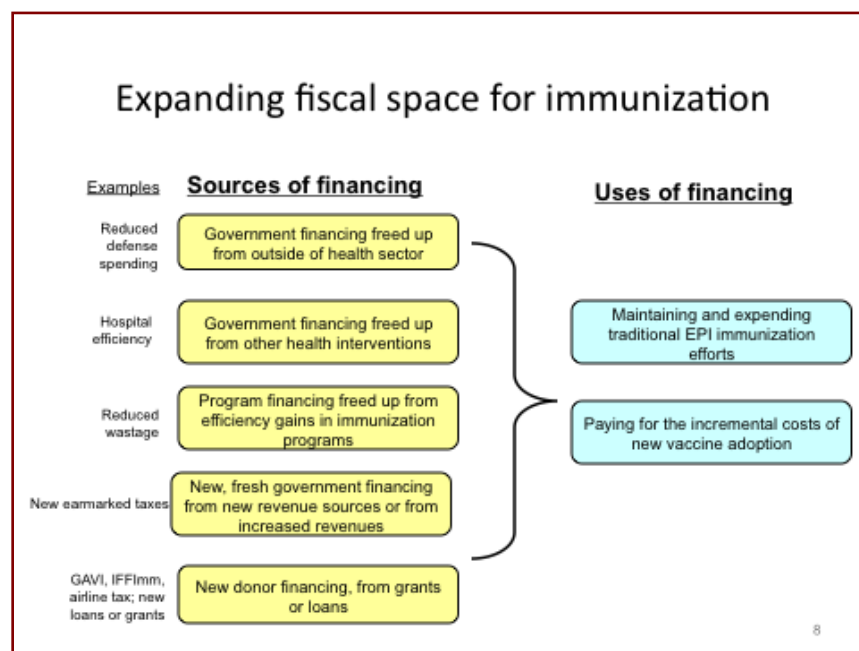 Expanding fiscal space for immunization
Examples
Sources of financing
Uses of financing
Reduced
defense
spending
Government financing freed up
from outside of health sector
Hospital
efficiency
Government financing freed up
from other health interventions
Maintaining and expending
traditional EPI immunization
efforts
Reduced
wastage
Program financing freed up from
efficiency gains in immunization
programs
Paying for the incremental costs of
new vaccine adoption
New earmarked taxes
New, fresh government financing
from new revenue sources or from
increased revenues
GAVI, IFFImm,
airline tax; new
loans or grants
New donor financing, from grants
or loans
8